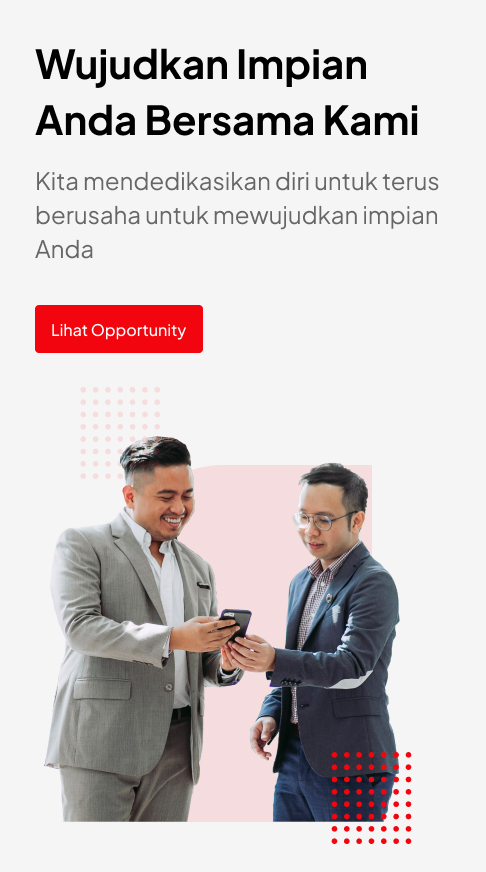 Wujudkan Impian
Anda Bersama Kami
Kita mendedikasikan diri untuk terus
berusaha untuk mewujudkan impian
Anda
Lihat Opportunity